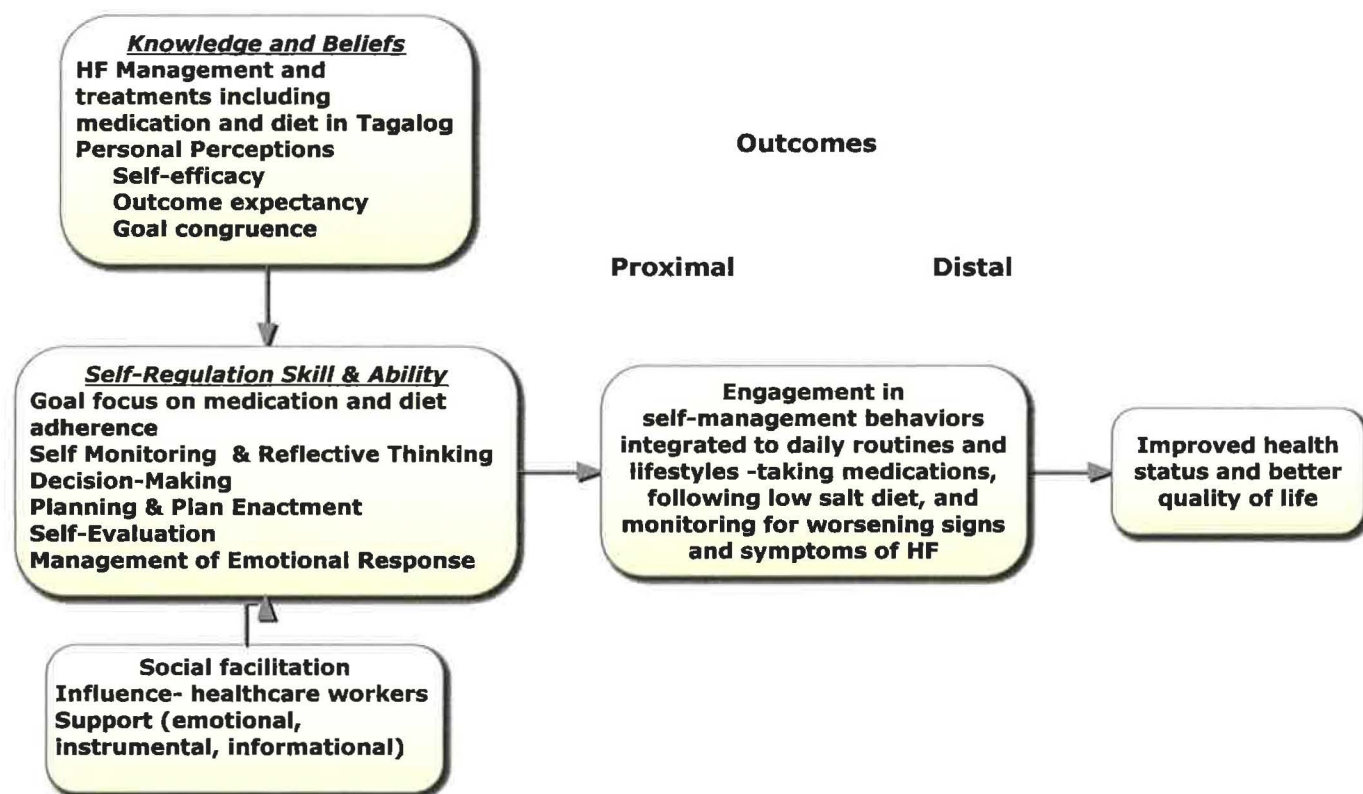 Knowledge and Beliefs
HF Management and
treatments including
medication and diet in Tagalog
Personal Perceptions
Self-efficacy
Outcome expectancy
Goal congruence
Outcomes
Proximal
Distal
Self-Regulation Skill & Ability
Goal focus on medication and diet
adherence
Self Monitoring & Reflective Thinking
Decision-Making
Planning & Plan Enactment
Self-Evaluation
Management of Emotional Response
Engagement in
self-management behaviors
integrated to daily routines and
lifestyles -taking medications,
following low salt diet, and
monitoring for worsening signs
and symptoms of HF
Improved health
status and better
quality of life
Social facilitation
Influence- healthcare workers
Support (emotional,
instrumental, informational)